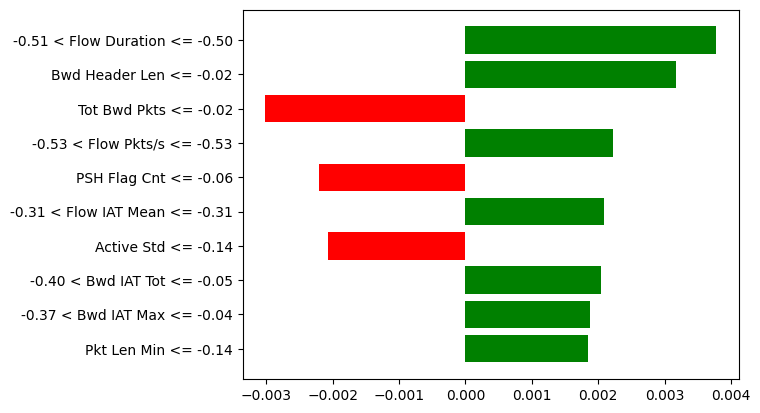 -0.51 < Flow Duration <= -0.50
Bwd Header Len <= -0.02
Tot Bwd Pkts <= -0.02
-0.53 < Flow Pkts/s <= -0.53
PSH Flag Cnt <= -0.06
-0.31 < Flow IAT Mean <= -0.31
Active Std <= -0.14
-0.40 < Bwd IAT Tot <= -0.05
-0.37 < Bwd IAT Max <= -0.04
Pkt Len Min <= -0.14
−0.003 −0.002 −0.001 0.000 0.001 0.002 0.003 0.004